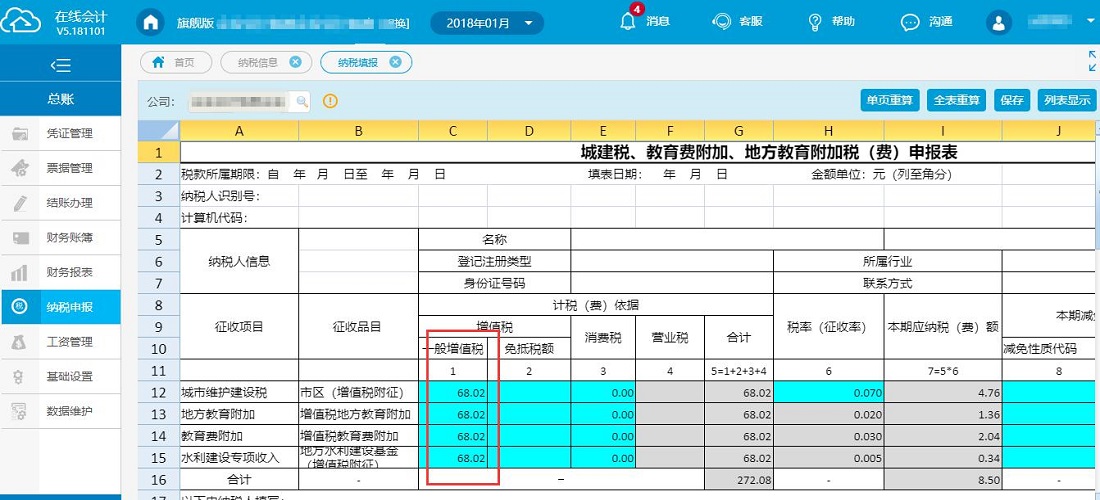 在线会计
V5.181101
旗舰版
换]
2018年01月
4
消息
客服
帮助
沟通
总账
凭证管理
票据管理
结账办理
财务账簿
财务报表
税
纳税申报
工资管理
基础设置
数据维护
首页
纳税信息
纳税填报
公司:
单页重算 全表重算 保存 列表显示
A B C D E F G H I J
1 城建税、教育费附加、地方教育附加税（费）申报表
2 税款所属期限: 自 年 月 日至 年 月 日 填表日期: 年 月 日 金额单位: 元（列至角分）
3 纳税人识别号:
4 计算机代码:
5 名称
6 纳税人信息 登记注册类型 所属行业
7 身份证号码 联系方式
8 计税（费）依据
9 征收项目 征收品目 增值税 消费税 营业税 合计 税率（征收率） 本期应纳税（费）额 本期减
10 一般增值税 免抵税额 减免性质代码
11 1 2 3 4 5=1+2+3+4 6 7=5*6 8
12 城市维护建设税 市区（增值税附征） 68.02 0.00 68.02 0.070 4.76
13 地方教育附加 增值税地方教育附加 68.02 0.00 68.02 0.020 1.36
14 教育费附加 增值税教育费附加 68.02 0.00 68.02 0.030 2.04
15 水利建设专项收入 地方水利建设基金（增值税附征） 68.02 0.00 68.02 0.005 0.34
16 合计 - – 272.08 - 8.50